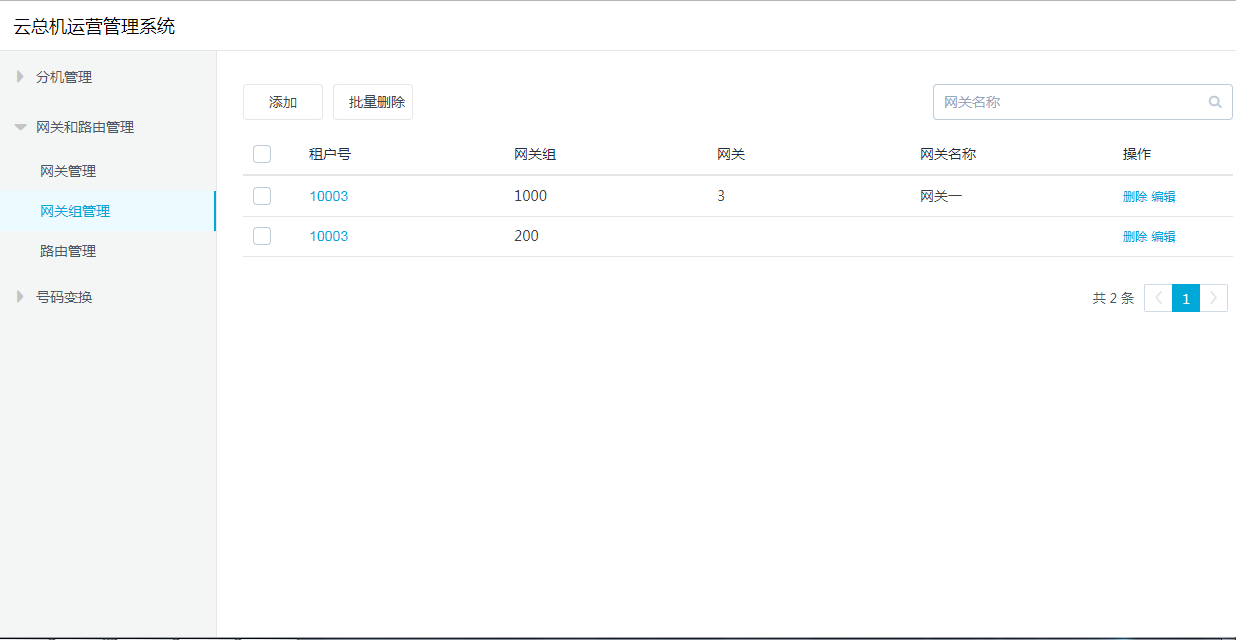 云总机运营管理系统
分机管理
网关和路由管理
网关管理
网关组管理
路由管理
号码变换
添加 批量删除 网关名称
租户号 网关组 网关 网关名称 操作
10003 1000 3 网关一 删除 编辑
10003 200 删除 编辑
共 2 条 1